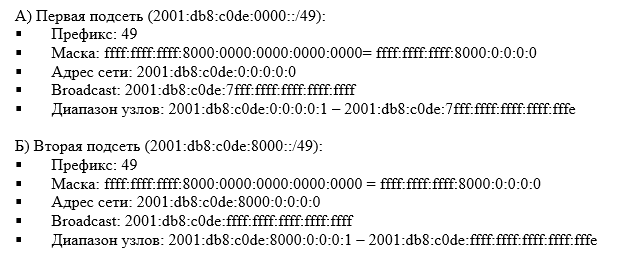 А) Первая подсеть (2001:db8:c0de:0000::/49):
▪ Префикс: 49
▪ Маска: ffff:ffff:ffff:8000:0000:0000:0000:0000= ffff:ffff:ffff:8000:0:0:0:0
▪ Адрес сети: 2001:db8:c0de:0:0:0:0:0
▪ Broadcast: 2001:db8:c0de:7fff:ffff:ffff:ffff:ffff
▪ Диапазон узлов: 2001:db8:c0de:0:0:0:0:1 – 2001:db8:c0de:7fff:ffff:ffff:ffff:fffe
Б) Вторая подсеть (2001:db8:c0de:8000::/49):
▪ Префикс: 49
▪ Маска: ffff:ffff:ffff:8000:0000:0000:0000:0000 = ffff:ffff:ffff:8000:0:0:0:0
▪ Адрес сети: 2001:db8:c0de:8000:0:0:0:0
▪ Broadcast: 2001:db8:c0de:ffff:ffff:ffff:ffff:ffff
▪ Диапазон узлов: 2001:db8:c0de:8000:0:0:0:1 – 2001:db8:c0de:ffff:ffff:ffff:ffff:fffe